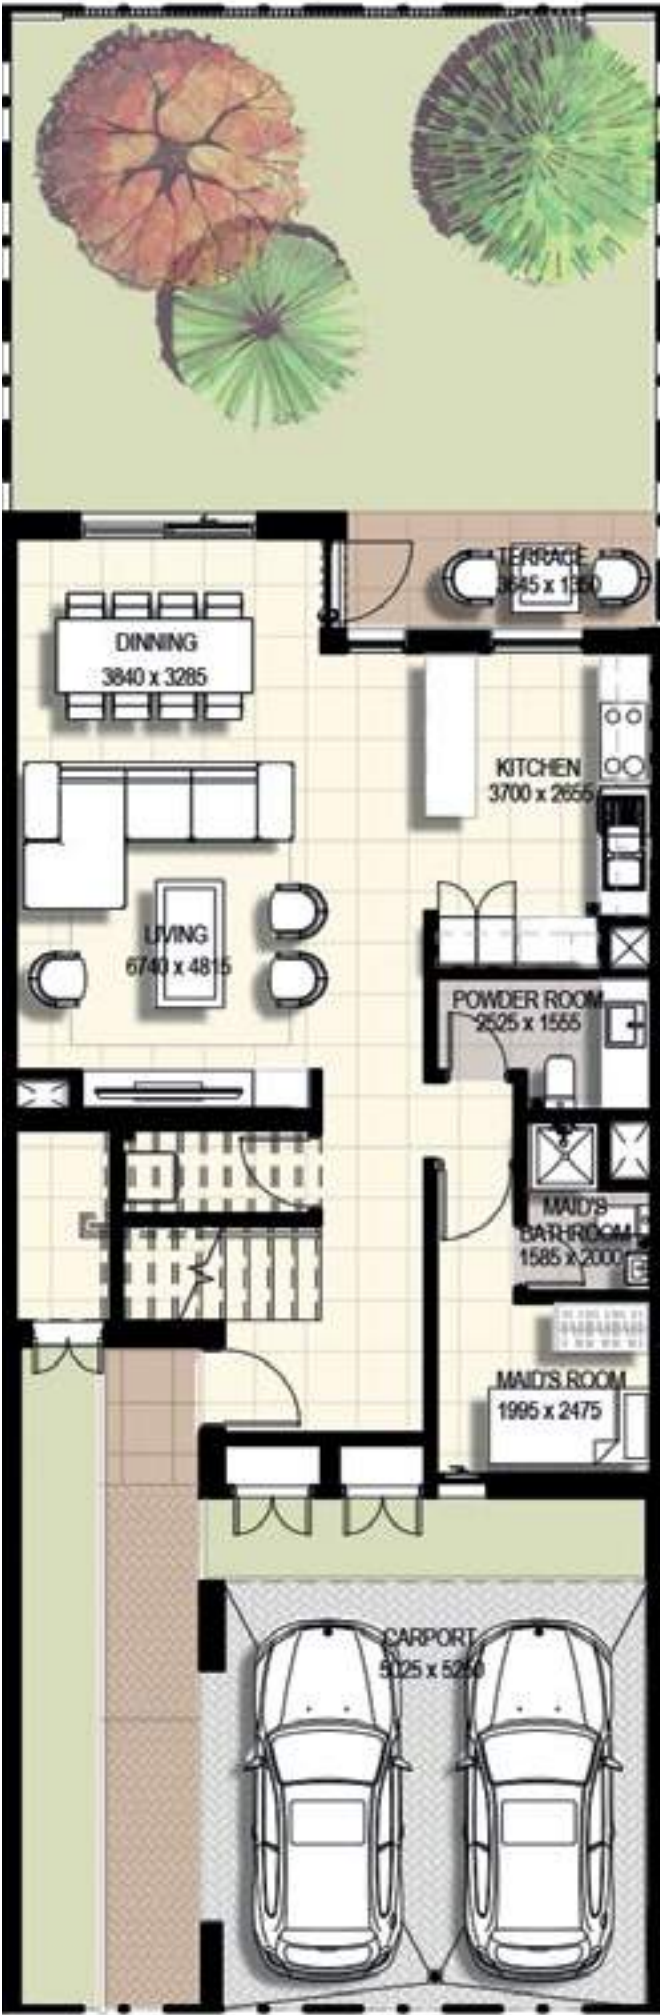 TERRACE
3645 x 1350
DINNING
3840 x 3285
KITCHEN
3700 x 2655
LIVING
6740 x 4815
POWDER ROOM
2525 x 1555
MAID'S
BATHROOM
1585 x 2000
MAID'S ROOM
1995 x 2475
CARPORT
5025 x 5250